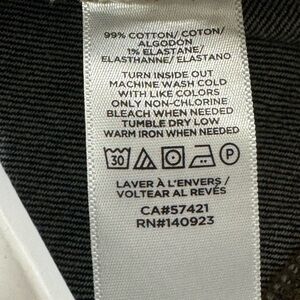 99% COTTON/ COTON/
ALGODÓN
1% ELASTANE/
ELASTHANNE/ ELASTANO
TURN INSIDE OUT
MACHINE WASH COLD
WITH LIKE COLORS
ONLY NON-CHLORINE
BLEACH WHEN NEEDED
TUMBLE DRY LOW
WARM IRON WHEN NEEDED
30 P
LAVER À L'ENVERS /
VOLTEAR AL REVÉS
CA#57421
RN#140923